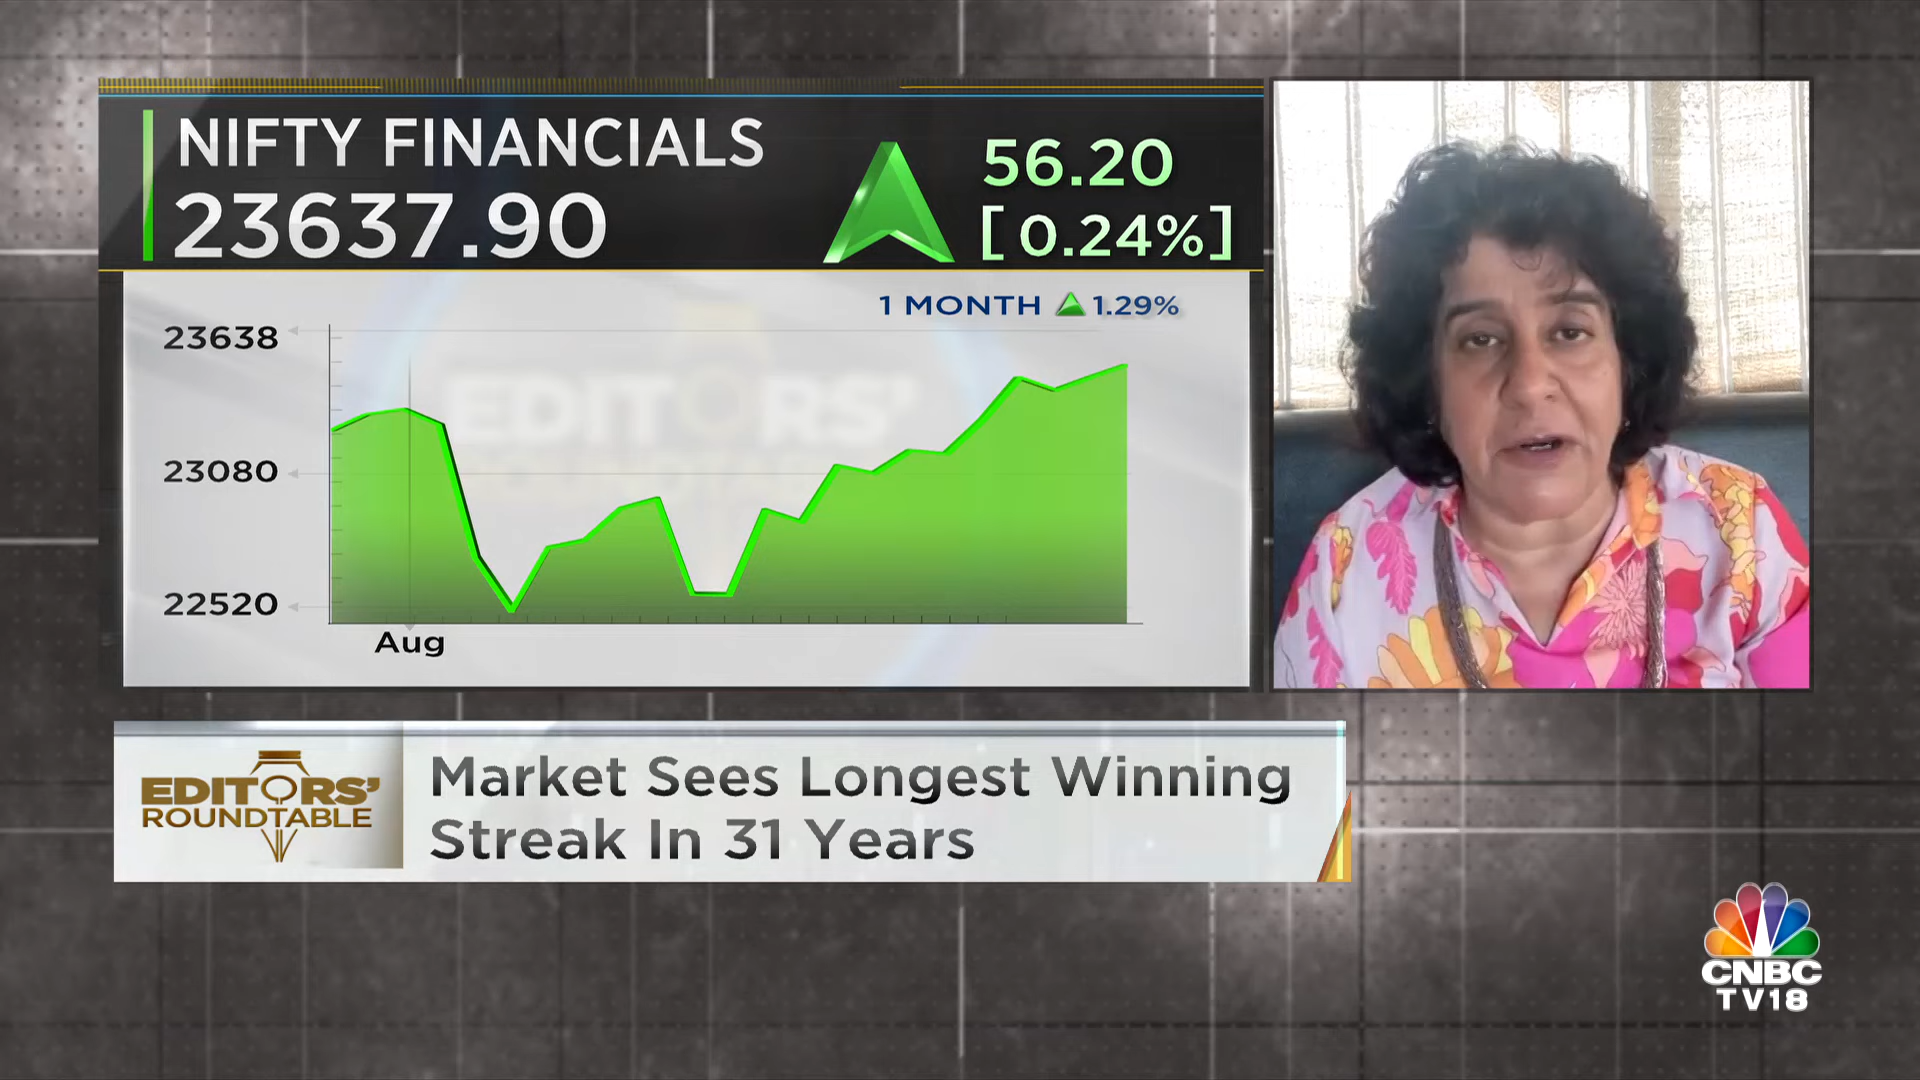 NIFTY FINANCIALS
23637.90
56.20
[ 0.24%]
1 MONTH 1.29%
23638
23080
22520
Aug
EDITORS'
EDITORS'
ROUNDTABLE
Market Sees Longest Winning
Streak In 31 Years
CNBC
TV18